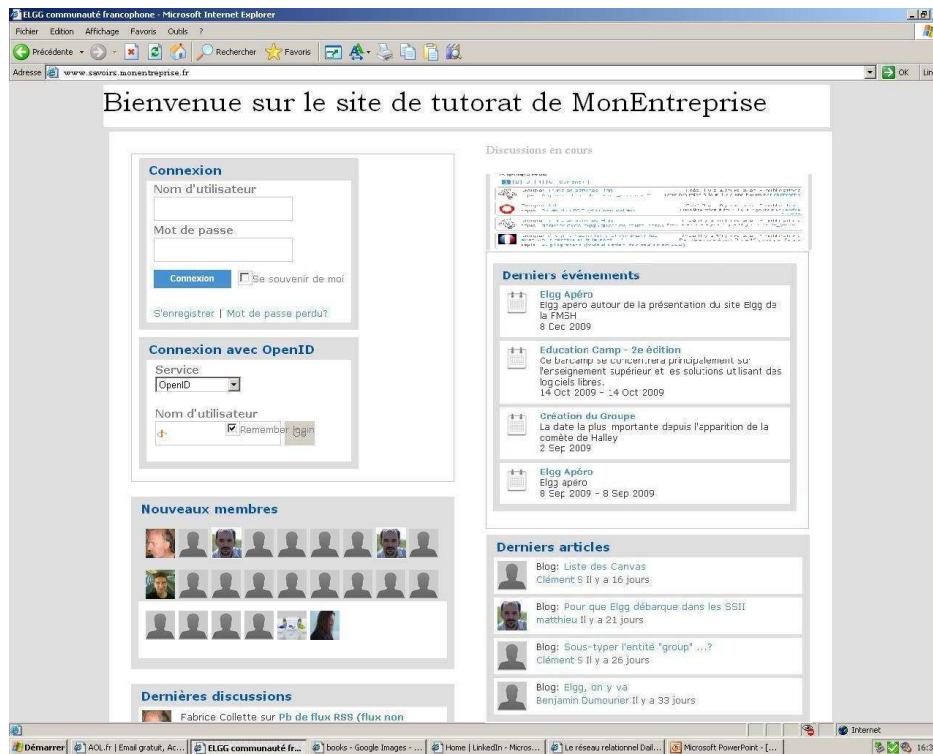 ELGG communauté francophone - Microsoft Internet Explorer
Fichier Edition Affichage Favoris Outils ?
Précédente Rechercher Favoris
Adresse www.savoirs.monentreprise.fr OK
Bienvenue sur le site de tutorat de MonEntreprise
Connexion
Nom d'utilisateur
Mot de passe
Connexion Se souvenir de moi
S'enregistrer | Mot de passe perdu?
Connexion avec OpenID
Service
OpenID
Nom d'utilisateur
Remember
Nouveaux membres
Dernières discussions
Fabrice Collette sur Pb de flux RSS (flux non
Discussions en cours
Derniers événements
Elgg Apéro
Elgg apéro autour de la présentation du site Elgg de
la FMSH
8 Dec 2009
Education Camp - 2e édition
Ce barcamp se concentrera principalement sur
l'enseignement supérieur et les solutions utilisant des
logiciels libres.
14 Oct 2009 - 14 Oct 2009
Création du Groupe
La date la plus importante depuis l'apparition de la
comète de Halley
2 Sep 2009
Elgg Apéro
Elgg apéro
8 Sep 2009 - 8 Sep 2009
Derniers articles
Blog: Liste des Canvas
Clément S Il y a 16 jours
Blog: Pour que Elgg débarque dans les SSII
matthieu Il y a 21 jours
Blog: Sous-typer l'entité "group" ...?
Clément S Il y a 26 jours
Blog: Elgg, on y va
Benjamin Dumourier Il y a 33 jours
Internet
Démarrer AOL.fr | Email gratuit, Ac... ELGG communauté fr... books - Google Images - ... Home | LinkedIn - Micros... Le réseau relationnel Dail... Microsoft PowerPoint - [...